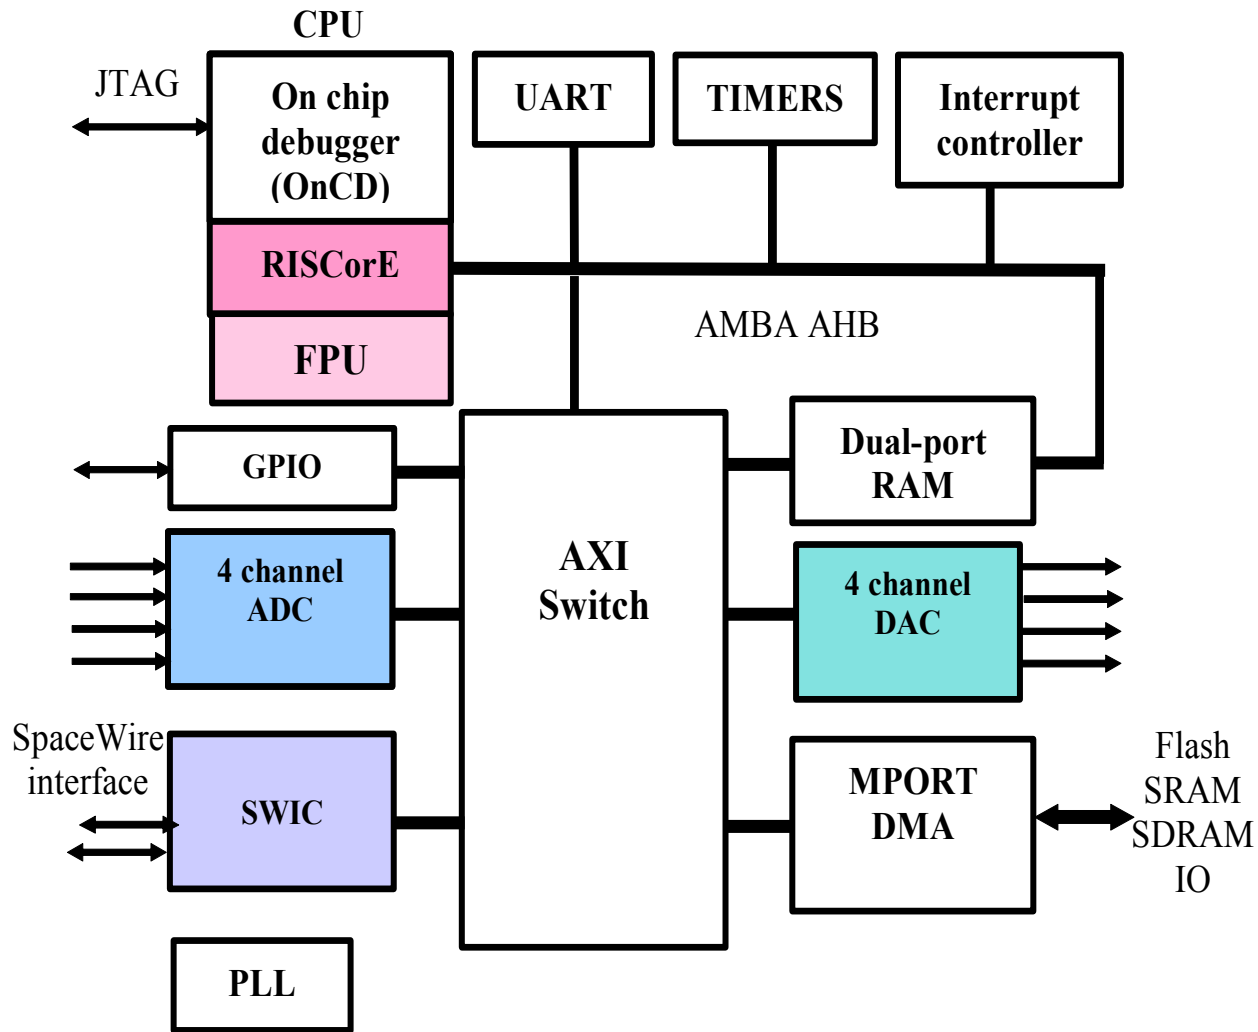 CPU
JTAG
On chip
debugger
(OnCD)
UART
TIMERS
Interrupt
controller
RISCorE
FPU
AMBA AHB
GPIO
Dual-port
RAM
4 channel
ADC
AXI
Switch
4 channel
DAC
SpaceWire
interface
SWIC
MPORT
DMA
Flash
SRAM
SDRAM
IO
PLL